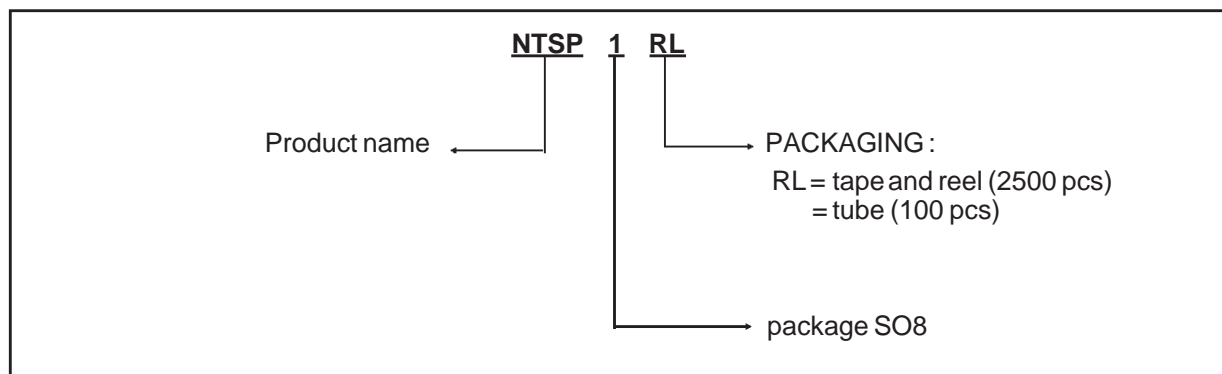 NTSP 1 RL
Product name
PACKAGING :
RL = tape and reel (2500 pcs)
= tube (100 pcs)
package SO8